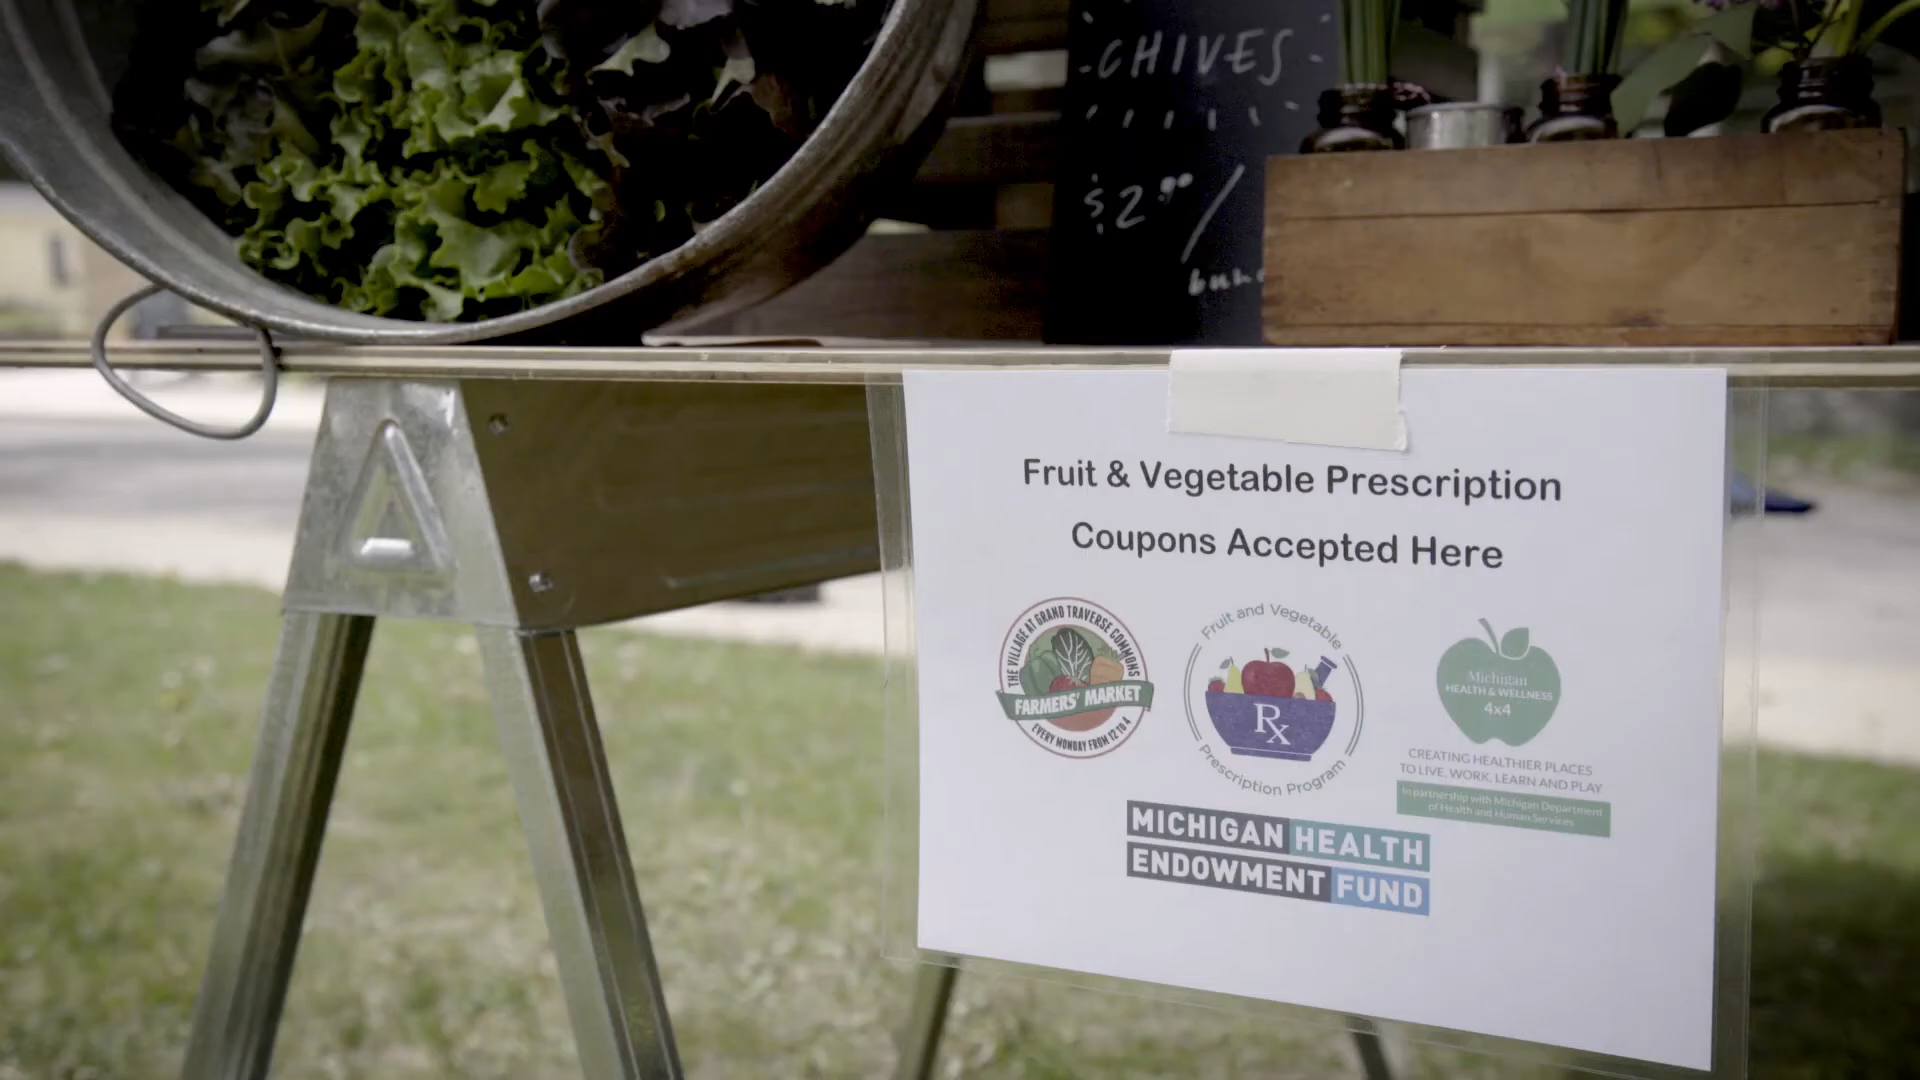 -CHIVES
$2.00/
Fruit & Vegetable Prescription
Coupons Accepted Here
THE VILLAGE AT GRAND TRAVERSE COMMONS
FARMERS' MARKET
EVERY MONDAY FROM 12 TO 4
Fruit and Vegetable
Rx
Prescription Program
Michigan
HEALTH & WELLNESS
4x4
CREATING HEALTHIER PLACES
TO LIVE, WORK, LEARN AND PLAY
In partnership with Michigan Department
of Health and Human Services
MICHIGAN HEALTH
ENDOWMENT FUND